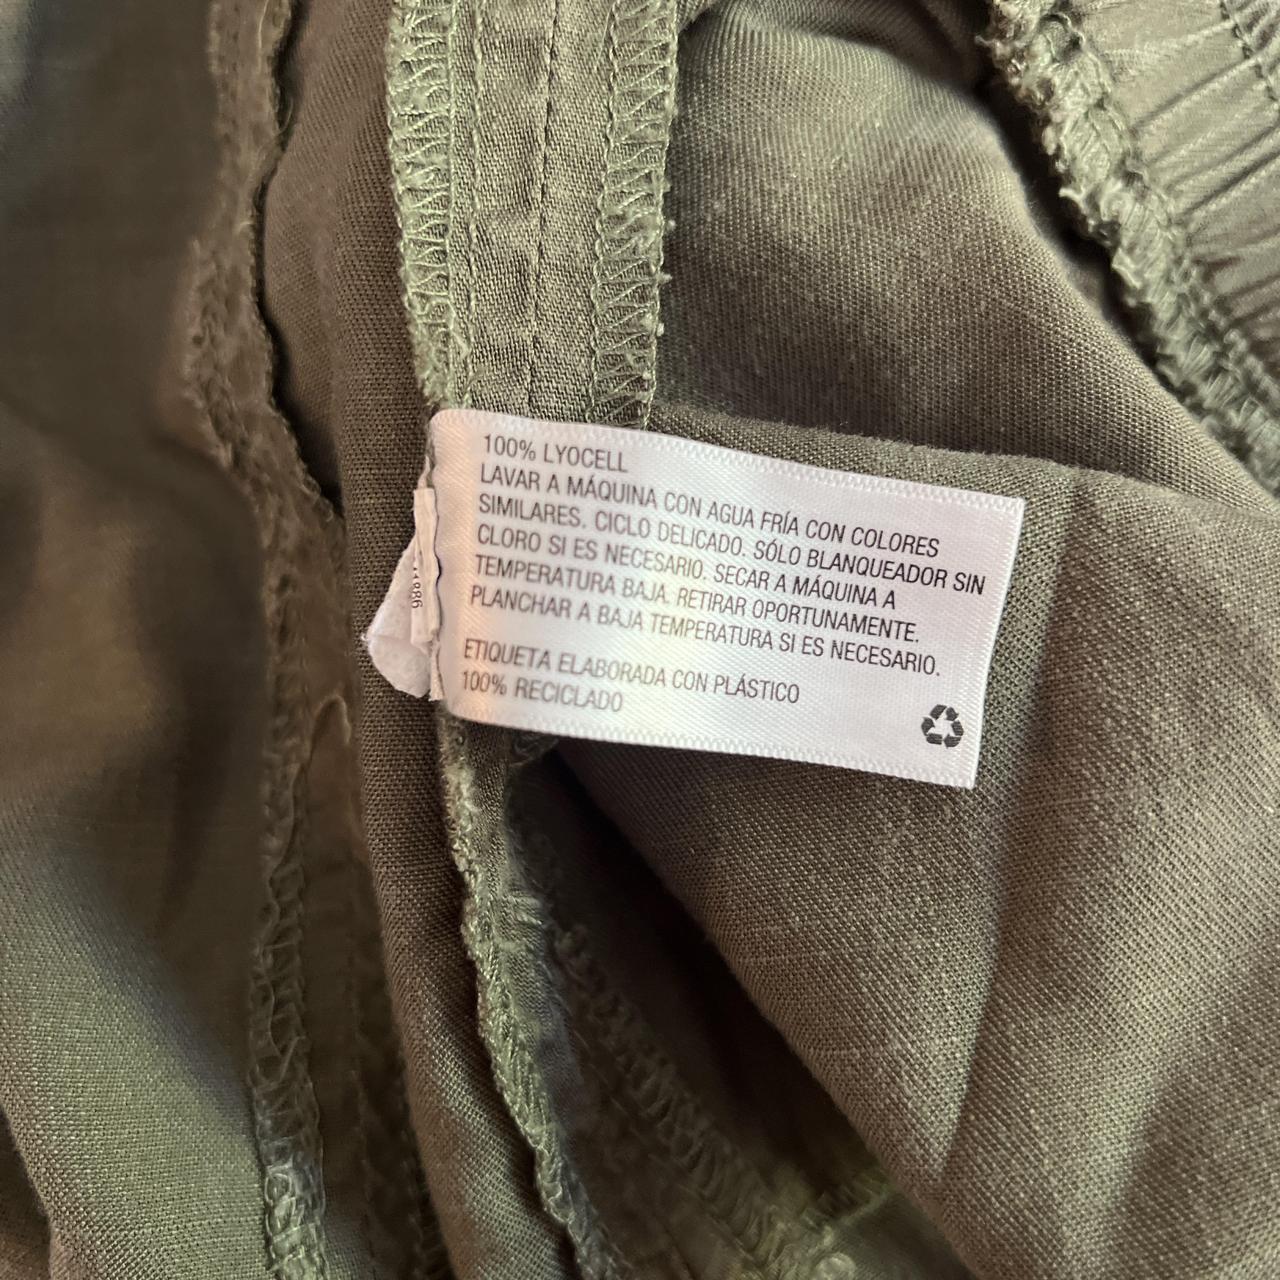 100% LYOCELL
LAVAR A MÁQUINA CON AGUA FRÍA CON COLORES
SIMILARES. CICLO DELICADO. SÓLO BLANQUEADOR SIN
CLORO SI ES NECESARIO. SECAR A MÁQUINA A
TEMPERATURA BAJA. RETIRAR OPORTUNAMENTE.
PLANCHAR A BAJA TEMPERATURA SI ES NECESARIO.
ETIQUETA ELABORADA CON PLÁSTICO
100% RECICLADO